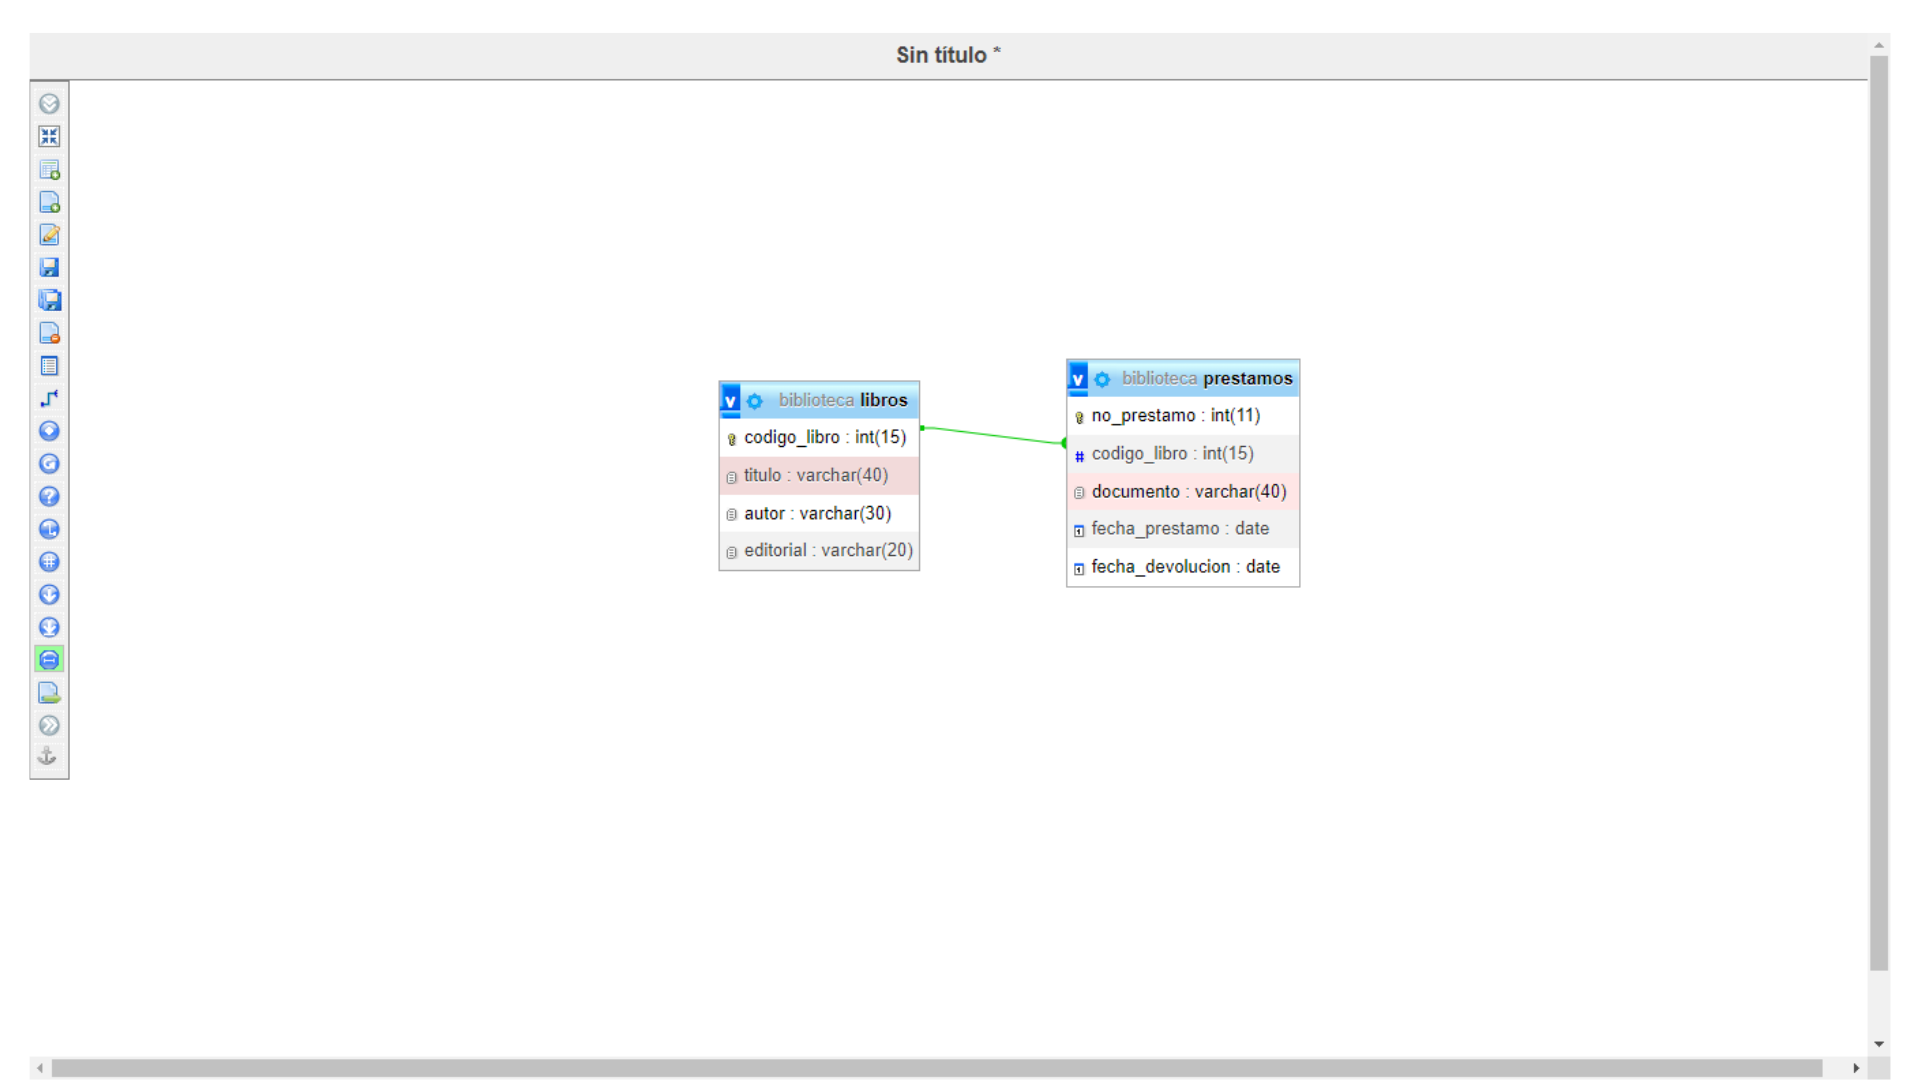 Sin título *
v biblioteca libros
codigo_libro : int(15)
titulo : varchar(40)
autor : varchar(30)
editorial : varchar(20)
v biblioteca prestamos
no_prestamo : int(11)
# codigo_libro : int(15)
documento : varchar(40)
fecha_prestamo : date
fecha_devolucion : date